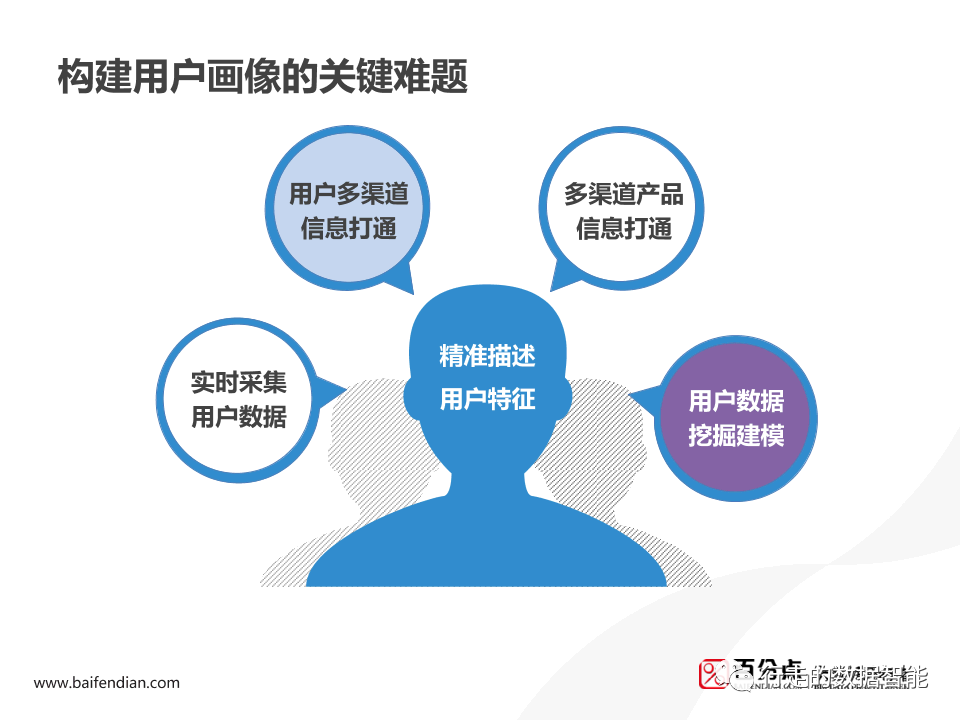 构建用户画像的关键难题
用户多渠道
信息打通
多渠道产品
信息打通
精准描述
用户特征
实时采集
用户数据
用户数据
挖掘建模
www.baifendian.com
百分点
行走的数据智能